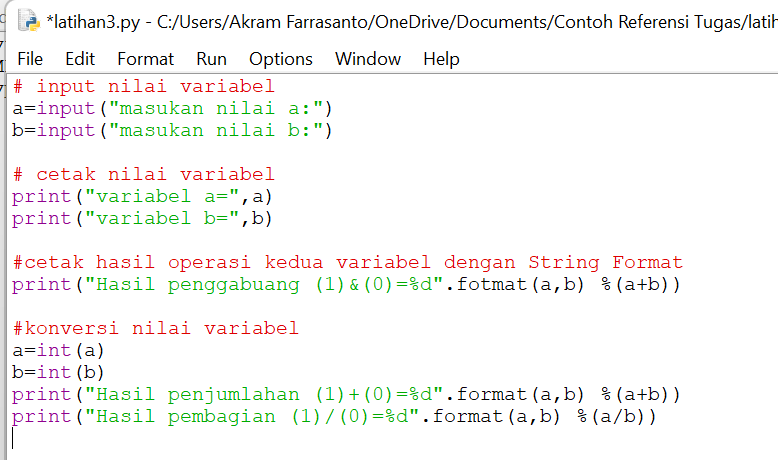 *latihan3.py - C:/Users/Akram Farrasanto/OneDrive/Documents/Contoh Referensi Tugas/latih
File Edit Format Run Options Window Help
# input nilai variabel
a=input("masukan nilai a:")
b=input("masukan nilai b:")
# cetak nilai variabel
print("variabel a=",a)
print("variabel b=",b)
#cetak hasil operasi kedua variabel dengan String Format
print("Hasil penggabuang (1)&(0)=%d".fotmat(a,b) %(a+b))
#konversi nilai variabel
a=int(a)
b=int(b)
print("Hasil penjumlahan (1)+(0)=%d".format(a,b) %(a+b))
print("Hasil pembagian (1)/(0)=%d".format(a,b) %(a/b))